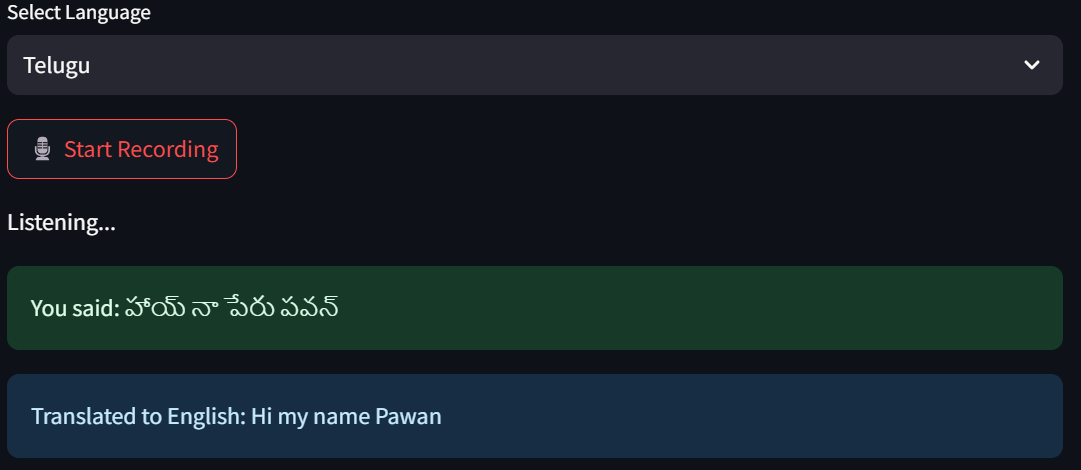 Select Language
Telugu
Start Recording
Listening...
You said: హాయ్ నా పేరు పవన్
Translated to English: Hi my name Pawan